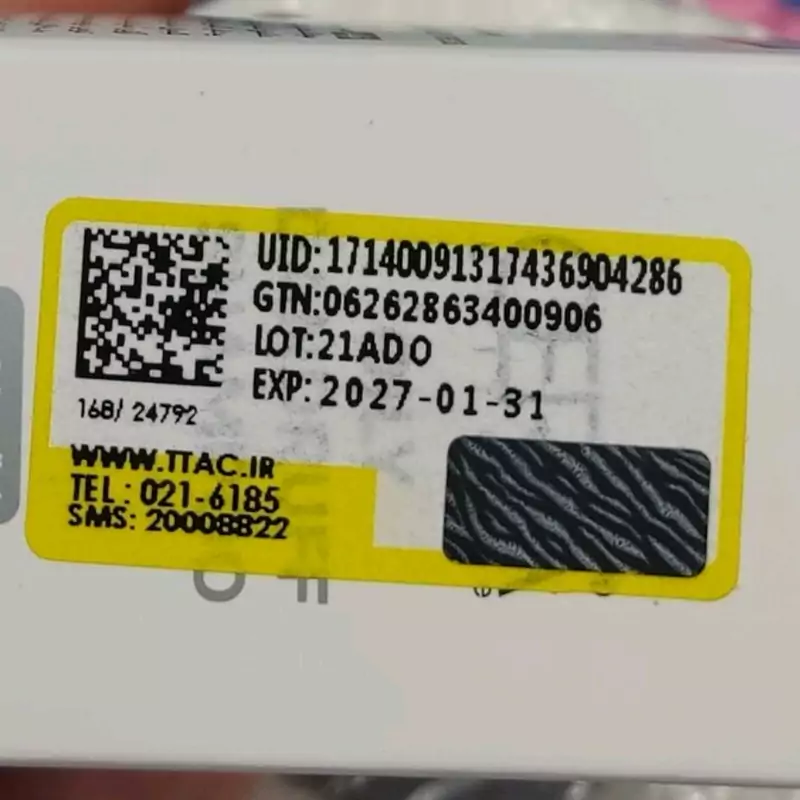 UID:17140091317436904286
GTN:06262863400906
LOT:21ADO
EXP: 2027-01-31
168/ 24792
WWW.TTAC.IR
TEL : 021-6185
SMS: 20008822